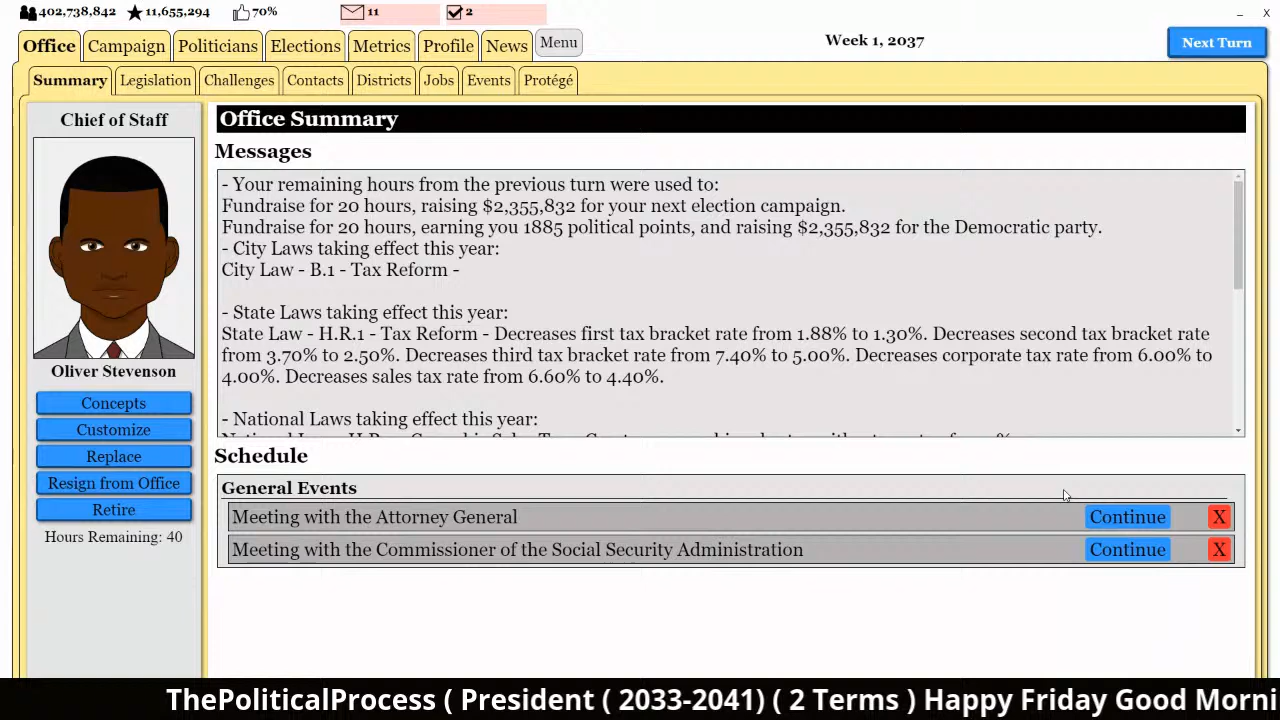 402,738,842 11,655,294 70% 11 2
Office Campaign Politicians Elections Metrics Profile News Menu
Week 1, 2037
Next Turn
Summary Legislation Challenges Contacts Districts Jobs Events Protégé
Chief of Staff
Oliver Stevenson
Concepts
Customize
Replace
Resign from Office
Retire
Hours Remaining: 40
Office Summary
Messages
- Your remaining hours from the previous turn were used to:
Fundraise for 20 hours, raising $2,355,832 for your next election campaign.
Fundraise for 20 hours, earning you 1885 political points, and raising $2,355,832 for the Democratic party.
- City Laws taking effect this year:
City Law - B.1 - Tax Reform -
- State Laws taking effect this year:
State Law - H.R.1 - Tax Reform - Decreases first tax bracket rate from 1.88% to 1.30%. Decreases second tax bracket rate
from 3.70% to 2.50%. Decreases third tax bracket rate from 7.40% to 5.00%. Decreases corporate tax rate from 6.00% to
4.00%. Decreases sales tax rate from 6.60% to 4.40%.
- National Laws taking effect this year:
Schedule
General Events
Meeting with the Attorney General Continue X
Meeting with the Commissioner of the Social Security Administration Continue X
ThePoliticalProcess ( President ( 2033-2041) ( 2 Terms ) Happy Friday Good Morni